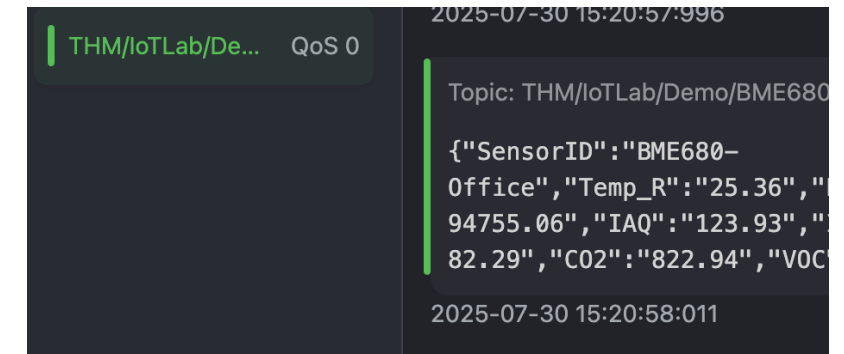 THM/IoTLab/De... QoS 0
2025-07-30 15:20:57:996
Topic: THM/IoTLab/Demo/BME680
{"SensorID":"BME680-
Office","Temp_R":"25.36","
94755.06","IAQ":"123.93","
82.29","CO2":"822.94","VOC"
2025-07-30 15:20:58:011